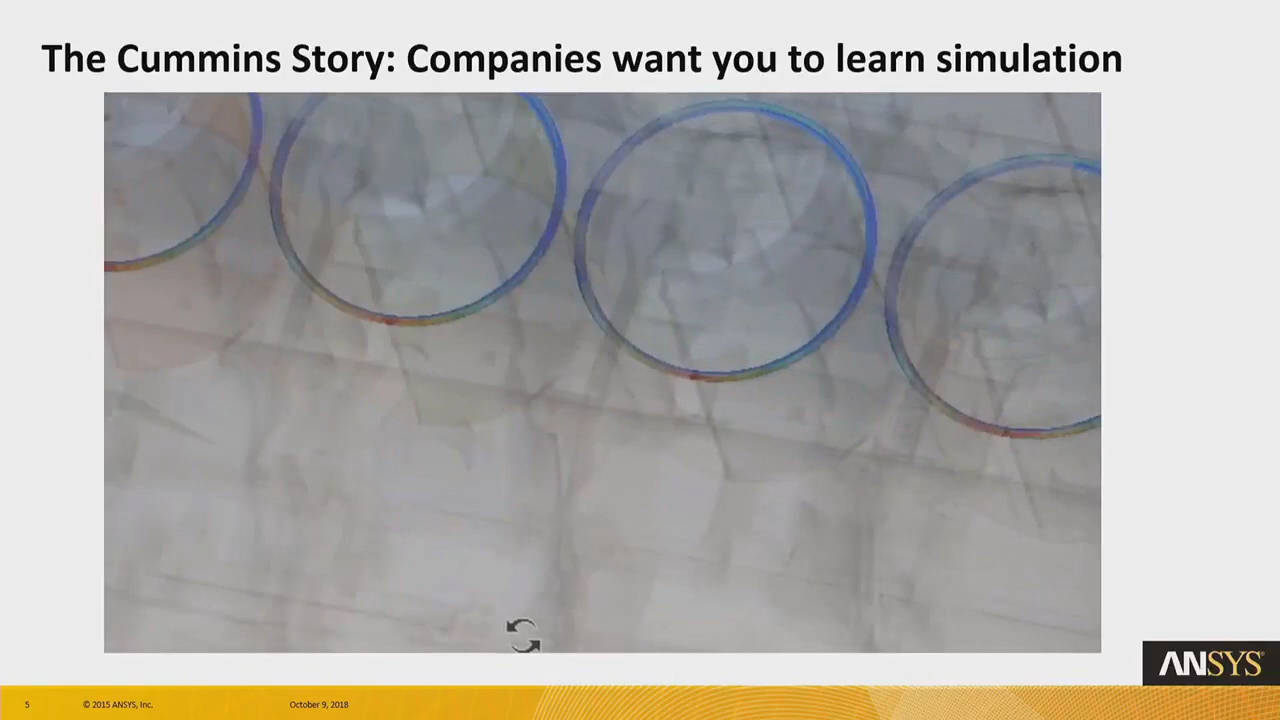 The Cummins Story: Companies want you to learn simulation
ANSYS®
5 © 2015 ANSYS, Inc. October 9, 2018